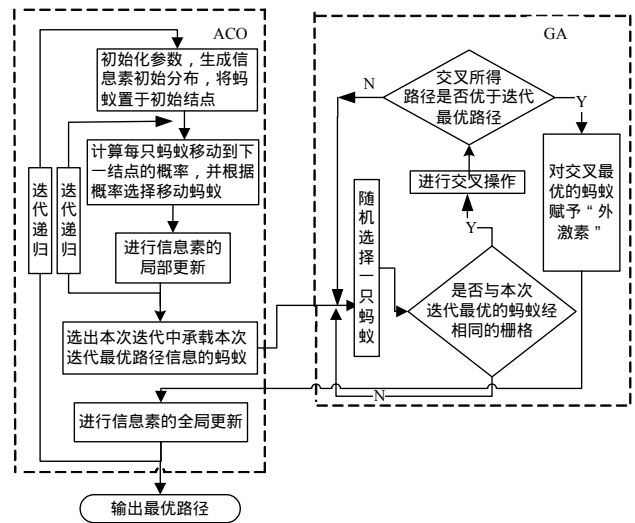 ACO
初始化参数，生成信
息素初始分布，将蚂
蚁置于初始结点
计算每只蚂蚁移动到下
一结点的概率，并根据
概率选择移动蚂蚁
迭代递归
迭代递归
进行信息素的
局部更新
选出本次迭代中承载本次
迭代最优路径信息的蚂蚁
进行信息素的全局更新
输出最优路径
GA
交叉所得
路径是否优于迭代
最优路径
N
Y
进行交叉操作
对交叉最
优的蚂蚁
赋予“外
激素”
随机选择一只蚂蚁
Y
是否与本次
迭代最优的蚂蚁经
相同的栅格
N